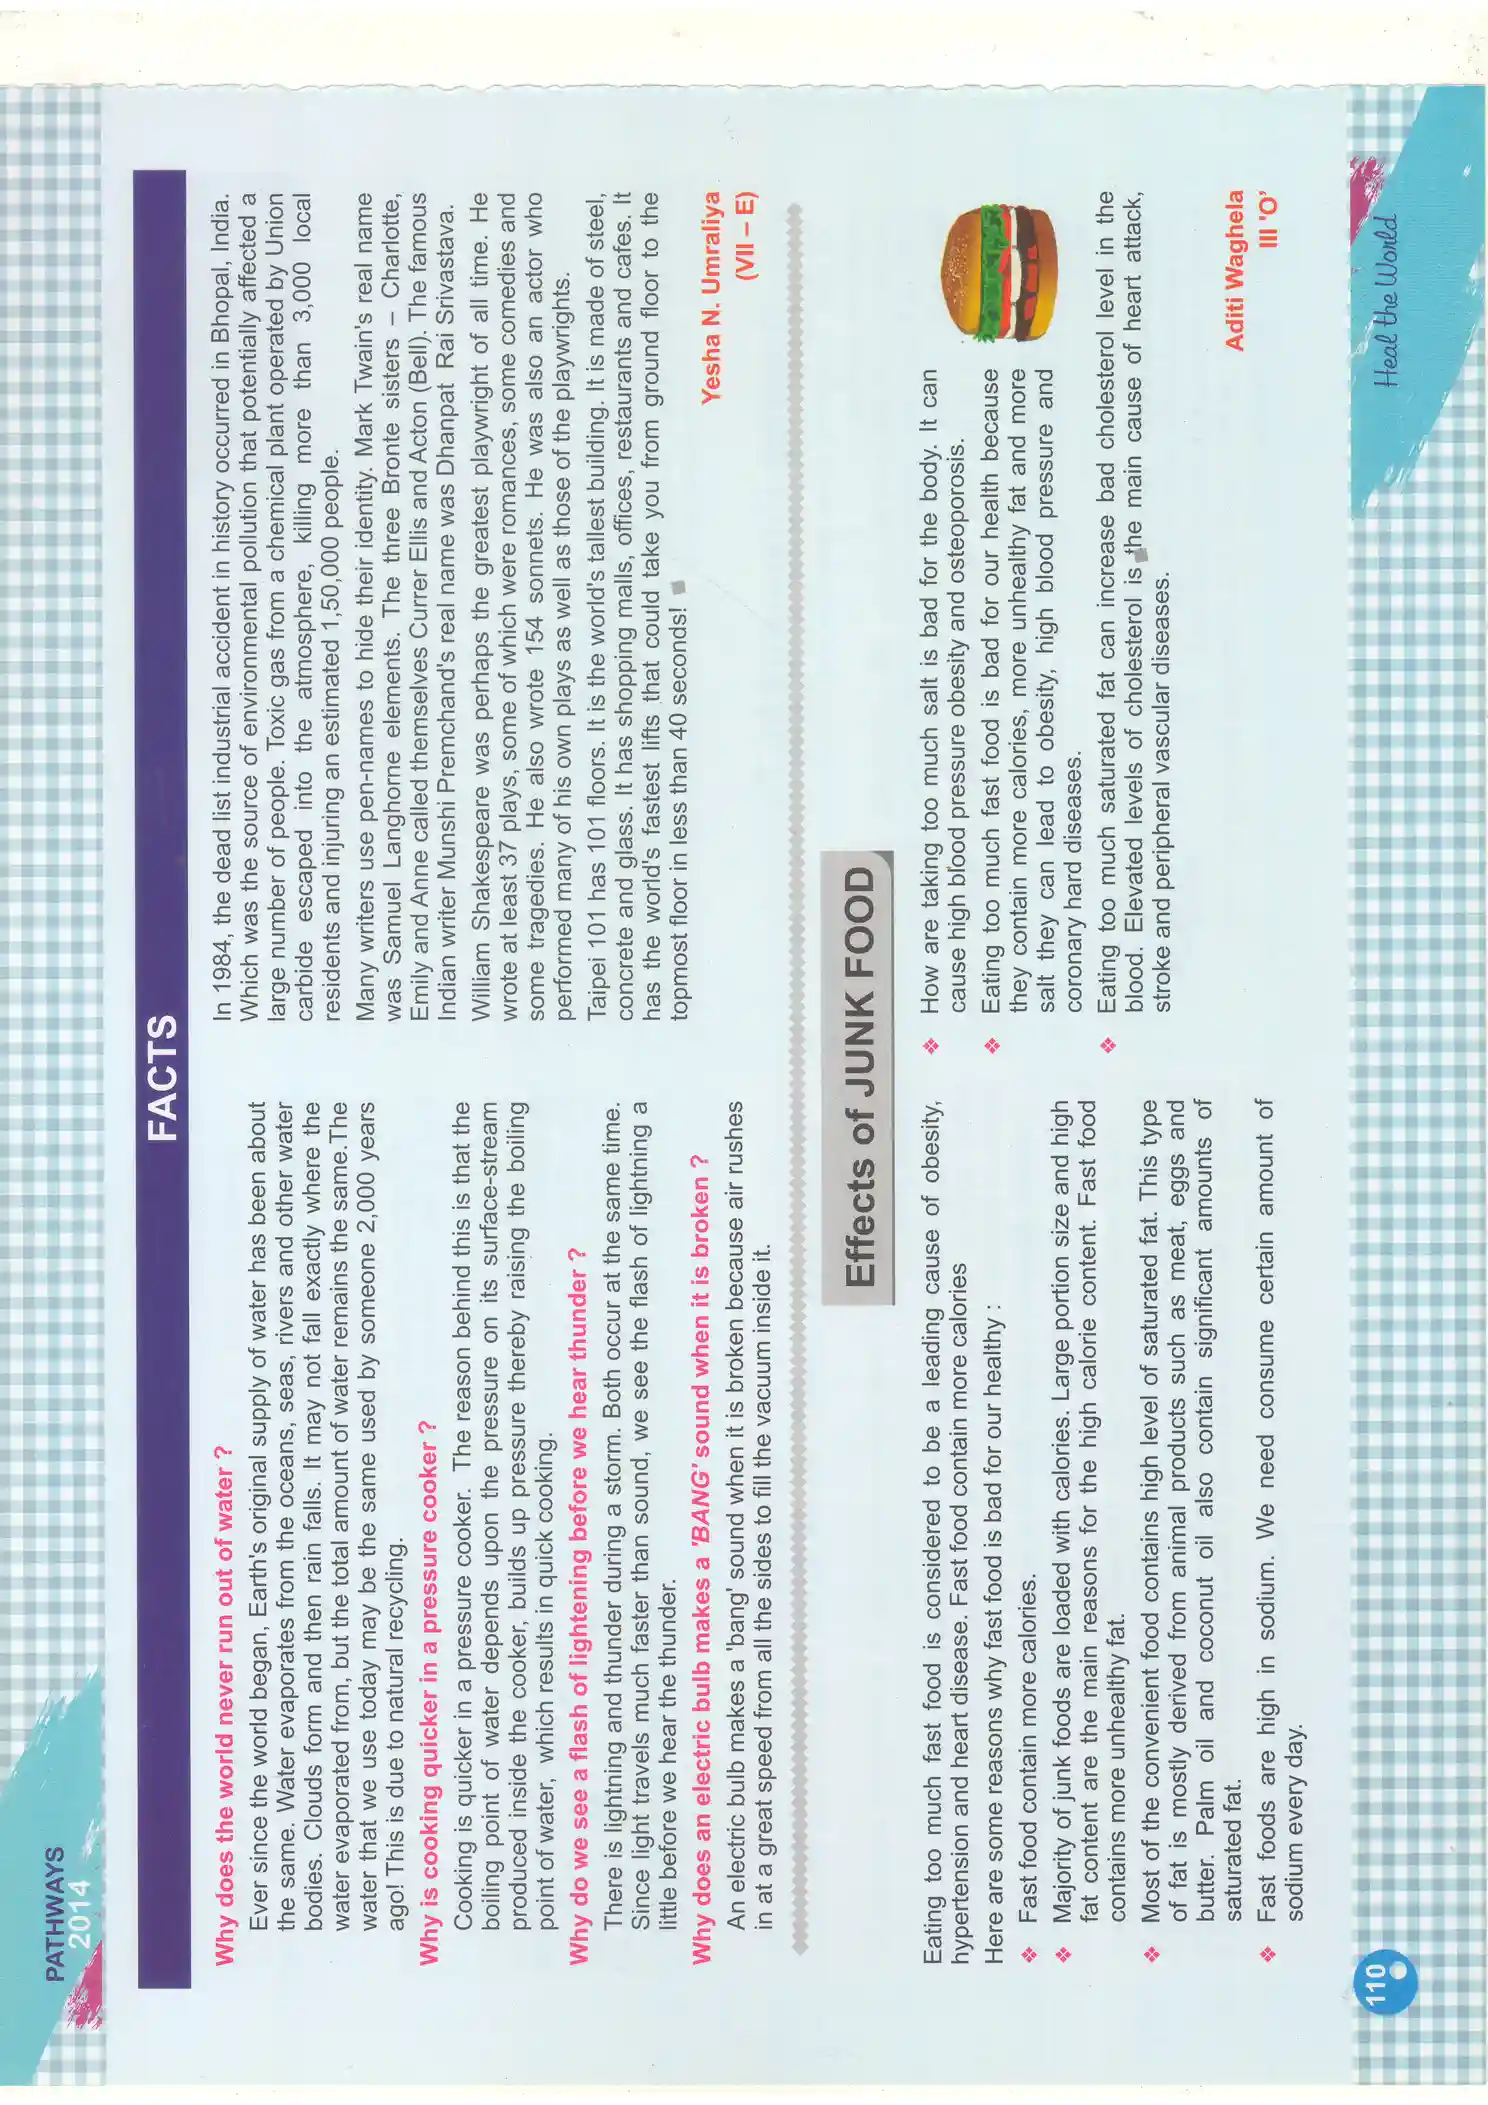 PATHWAYS
2014
FACTS
Why does the world never run out of water ?
Ever since the world began, Earth's original supply of water has been about
the same. Water evaporates from the oceans, seas, rivers and other water
bodies. Clouds form and then rain falls. It may not fall exactly where the
water evaporated from, but the total amount of water remains the same.The
water that we use today may be the same used by someone 2,000 years
ago! This is due to natural recycling.
Why is cooking quicker in a pressure cooker ?
Cooking is quicker in a pressure cooker. The reason behind this is that the
boiling point of water depends upon the pressure on its surface-stream
produced inside the cooker, builds up pressure thereby raising the boiling
point of water, which results in quick cooking.
Why do we see a flash of lightening before we hear thunder ?
There is lightning and thunder during a storm. Both occur at the same time.
Since light travels much faster than sound, we see the flash of lightning a
little before we hear the thunder.
Why does an electric bulb makes a 'BANG' sound when it is broken ?
An electric bulb makes a 'bang' sound when it is broken because air rushes
in at a great speed from all the sides to fill the vacuum inside it.
In 1984, the dead list industrial accident in history occurred in Bhopal, India.
Which was the source of environmental pollution that potentially affected a
large number of people. Toxic gas from a chemical plant operated by Union
carbide escaped into the atmosphere, killing more than 3,000 local
residents and injuring an estimated 1,50,000 people.
Many writers use pen-names to hide their identity. Mark Twain's real name
was Samuel Langhorne elements. The three Bronte sisters – Charlotte,
Emily and Anne called themselves Currer Ellis and Acton (Bell). The famous
Indian writer Munshi Premchand's real name was Dhanpat Rai Srivastava.
William Shakespeare was perhaps the greatest playwright of all time. He
wrote at least 37 plays, some of which were romances, some comedies and
some tragedies. He also wrote 154 sonnets. He was also an actor who
performed many of his own plays as well as those of the playwrights.
Taipei 101 has 101 floors. It is the world's tallest building. It is made of steel,
concrete and glass. It has shopping malls, offices, restaurants and cafes. It
has the world's fastest lifts that could take you from ground floor to the
topmost floor in less than 40 seconds!
Yesha N. Umraliya
(VII – E)
Effects of JUNK FOOD
Eating too much fast food is considered to be a leading cause of obesity,
hypertension and heart disease. Fast food contain more calories
Here are some reasons why fast food is bad for our healthy :
❖ Fast food contain more calories.
❖ Majority of junk foods are loaded with calories. Large portion size and high
fat content are the main reasons for the high calorie content. Fast food
contains more unhealthy fat.
❖ Most of the convenient food contains high level of saturated fat. This type
of fat is mostly derived from animal products such as meat, eggs and
butter. Palm oil and coconut oil also contain significant amounts of
saturated fat.
❖ Fast foods are high in sodium. We need consume certain amount of
sodium every day.
❖ How are taking too much salt is bad for the body. It can
cause high blood pressure obesity and osteoporosis.
❖ Eating too much fast food is bad for our health because
they contain more calories, more unhealthy fat and more
salt they can lead to obesity, high blood pressure and
coronary hard diseases.
❖ Eating too much saturated fat can increase bad cholesterol level in the
blood. Elevated levels of cholesterol is the main cause of heart attack,
stroke and peripheral vascular diseases.
Aditi Waghela
III 'O'
110
Heal the World